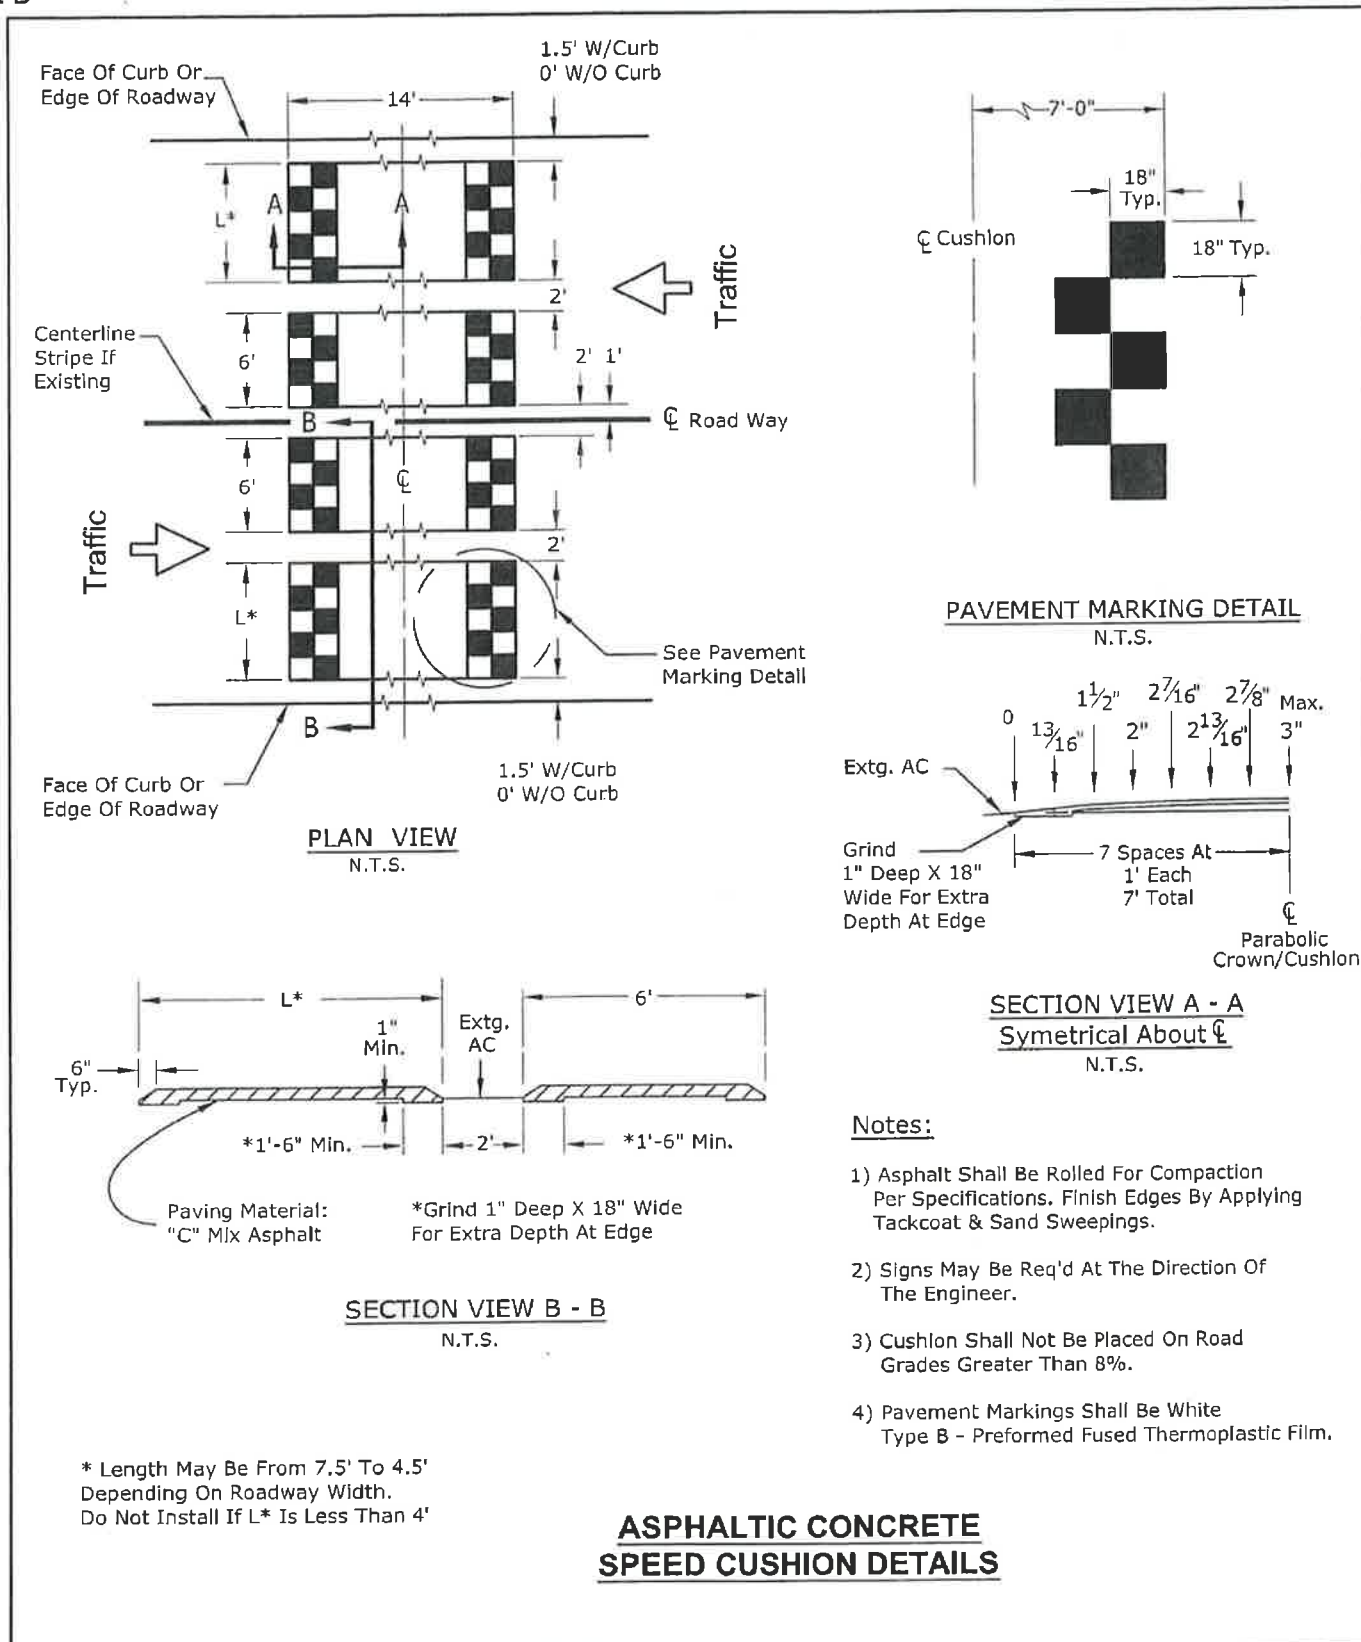 Face Of Curb Or
Edge Of Roadway
14'
1.5' W/Curb
0' W/O Curb
L*
A
A
2'
Traffic
Centerline
Stripe If
Existing
6'
2' 1'
B
℄ Road Way
6'
℄
Traffic
2'
L*
See Pavement
Marking Detail
B
Face Of Curb Or
Edge Of Roadway
1.5' W/Curb
0' W/O Curb
PLAN VIEW
N.T.S.
7'-0"
18"
Typ.
℄ Cushion
18" Typ.
PAVEMENT MARKING DETAIL
N.T.S.
0
13/16"
1 1/2"
2"
2 7/16"
2 13/16"
2 7/8"
Max.
3"
Extg. AC
Grind
1" Deep X 18"
Wide For Extra
Depth At Edge
7 Spaces At
1' Each
7' Total
℄
Parabolic
Crown/Cushion
SECTION VIEW A - A
Symetrical About ℄
N.T.S.
L*
6'
1"
Min.
Extg.
AC
6"
Typ.
*1'-6" Min.
2'
*1'-6" Min.
Paving Material:
"C" Mix Asphalt
*Grind 1" Deep X 18" Wide
For Extra Depth At Edge
SECTION VIEW B - B
N.T.S.
Notes:
1) Asphalt Shall Be Rolled For Compaction
Per Specifications. Finish Edges By Applying
Tackcoat & Sand Sweepings.
2) Signs May Be Req'd At The Direction Of
The Engineer.
3) Cushion Shall Not Be Placed On Road
Grades Greater Than 8%.
4) Pavement Markings Shall Be White
Type B - Preformed Fused Thermoplastic Film.
* Length May Be From 7.5' To 4.5'
Depending On Roadway Width.
Do Not Install If L* Is Less Than 4'
ASPHALTIC CONCRETE
SPEED CUSHION DETAILS